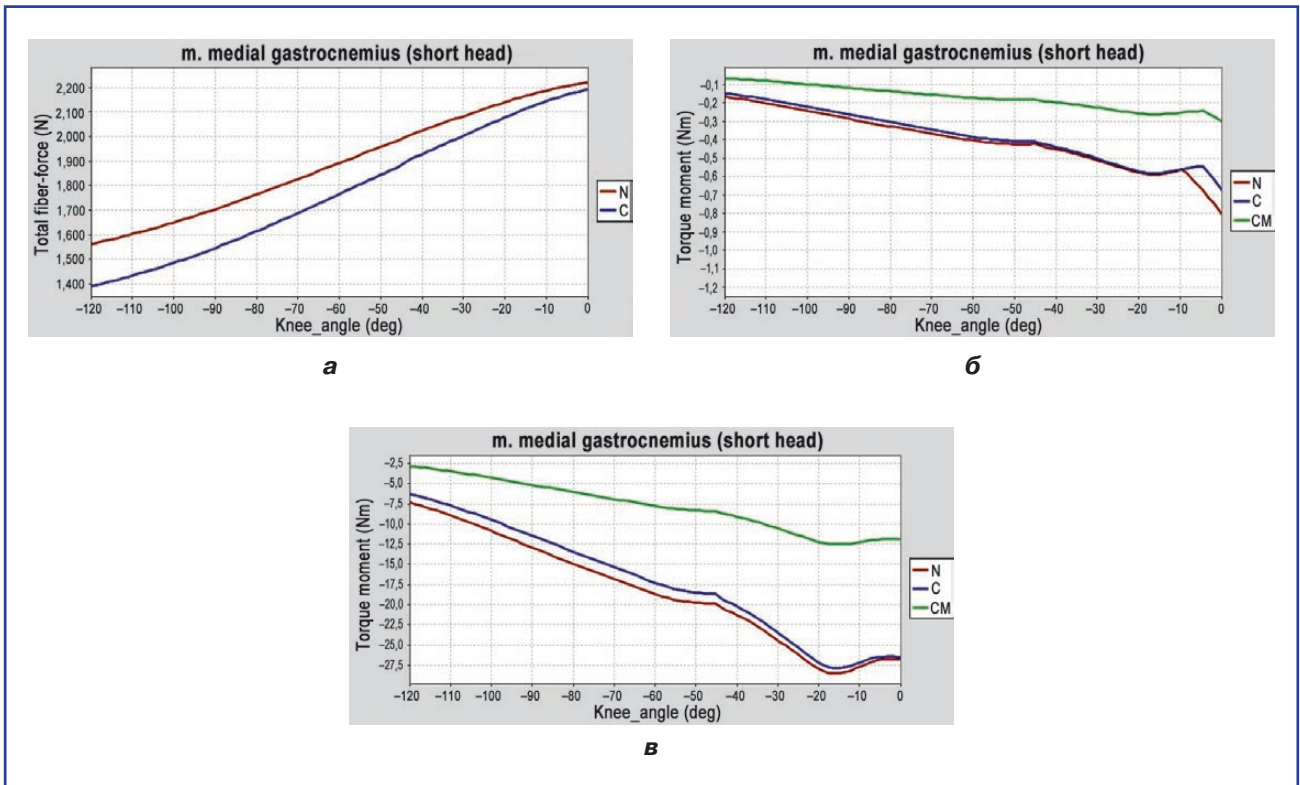 m. medial gastrocnemius (short head)
Total fiber-force (N)
2,200
2,100
2,000
1,900
1,800
1,700
1,600
1,500
1,400
–120 –110 –100 –90 –80 –70 –60 –50 –40 –30 –20 –10 0
Knee_angle (deg)
N
C
а
m. medial gastrocnemius (short head)
Torque moment (Nm)
–0,1
–0,2
–0,3
–0,4
–0,5
–0,6
–0,7
–0,8
–0,9
–1,0
–1,1
–1,2
–120 –110 –100 –90 –80 –70 –60 –50 –40 –30 –20 –10 0
Knee_angle (deg)
N
C
CM
б
m. medial gastrocnemius (short head)
Torque moment (Nm)
–2,5
–5,0
–7,5
–10,0
–12,5
–15,0
–17,5
–20,0
–22,5
–25,0
–27,5
–120 –110 –100 –90 –80 –70 –60 –50 –40 –30 –20 –10 0
Knee_angle (deg)
N
C
CM
в